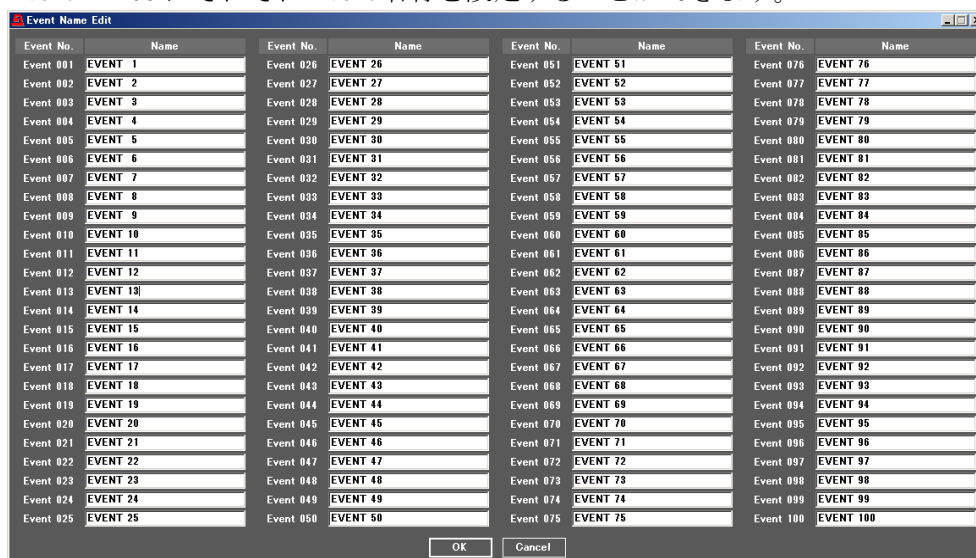 の名称を設定することができます。
Event Name Edit
Event No. Name Event No. Name Event No. Name Event No. Name
Event 001 EVENT 1 Event 026 EVENT 26 Event 051 EVENT 51 Event 076 EVENT 76
Event 002 EVENT 2 Event 027 EVENT 27 Event 052 EVENT 52 Event 077 EVENT 77
Event 003 EVENT 3 Event 028 EVENT 28 Event 053 EVENT 53 Event 078 EVENT 78
Event 004 EVENT 4 Event 029 EVENT 29 Event 054 EVENT 54 Event 079 EVENT 79
Event 005 EVENT 5 Event 030 EVENT 30 Event 055 EVENT 55 Event 080 EVENT 80
Event 006 EVENT 6 Event 031 EVENT 31 Event 056 EVENT 56 Event 081 EVENT 81
Event 007 EVENT 7 Event 032 EVENT 32 Event 057 EVENT 57 Event 082 EVENT 82
Event 008 EVENT 8 Event 033 EVENT 33 Event 058 EVENT 58 Event 083 EVENT 83
Event 009 EVENT 9 Event 034 EVENT 34 Event 059 EVENT 59 Event 084 EVENT 84
Event 010 EVENT 10 Event 035 EVENT 35 Event 060 EVENT 60 Event 085 EVENT 85
Event 011 EVENT 11 Event 036 EVENT 36 Event 061 EVENT 61 Event 086 EVENT 86
Event 012 EVENT 12 Event 037 EVENT 37 Event 062 EVENT 62 Event 087 EVENT 87
Event 013 EVENT 13 Event 038 EVENT 38 Event 063 EVENT 63 Event 088 EVENT 88
Event 014 EVENT 14 Event 039 EVENT 39 Event 064 EVENT 64 Event 089 EVENT 89
Event 015 EVENT 15 Event 040 EVENT 40 Event 065 EVENT 65 Event 090 EVENT 90
Event 016 EVENT 16 Event 041 EVENT 41 Event 066 EVENT 66 Event 091 EVENT 91
Event 017 EVENT 17 Event 042 EVENT 42 Event 067 EVENT 67 Event 092 EVENT 92
Event 018 EVENT 18 Event 043 EVENT 43 Event 068 EVENT 68 Event 093 EVENT 93
Event 019 EVENT 19 Event 044 EVENT 44 Event 069 EVENT 69 Event 094 EVENT 94
Event 020 EVENT 20 Event 045 EVENT 45 Event 070 EVENT 70 Event 095 EVENT 95
Event 021 EVENT 21 Event 046 EVENT 46 Event 071 EVENT 71 Event 096 EVENT 96
Event 022 EVENT 22 Event 047 EVENT 47 Event 072 EVENT 72 Event 097 EVENT 97
Event 023 EVENT 23 Event 048 EVENT 48 Event 073 EVENT 73 Event 098 EVENT 98
Event 024 EVENT 24 Event 049 EVENT 49 Event 074 EVENT 74 Event 099 EVENT 99
Event 025 EVENT 25 Event 050 EVENT 50 Event 075 EVENT 75 Event 100 EVENT 100
OK Cancel